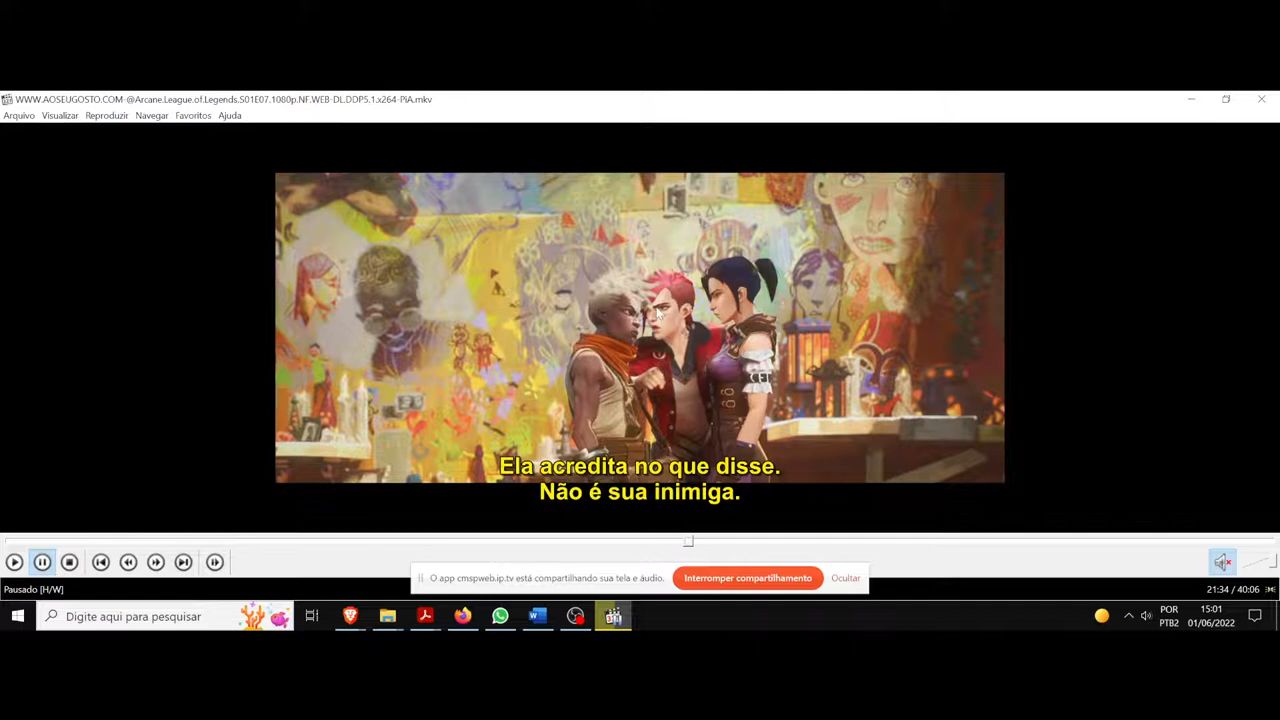 WWW.AOSEUGOSTO.COM-@Arcane.League.of.Legends.S01E07.1080p.NF.WEB-DL.DDP5.1.x264-PiA.mkv
Arquivo Visualizar Reproduzir Navegar Favoritos Ajuda
Ela acredita no que disse.
Não é sua inimiga.
O app cmspweb.ip.tv está compartilhando sua tela e áudio. Interromper compartilhamento Ocultar
Pausado [H/W] 21:34 / 40:06
Digite aqui para pesquisar
POR 15:01
PTB2 01/06/2022